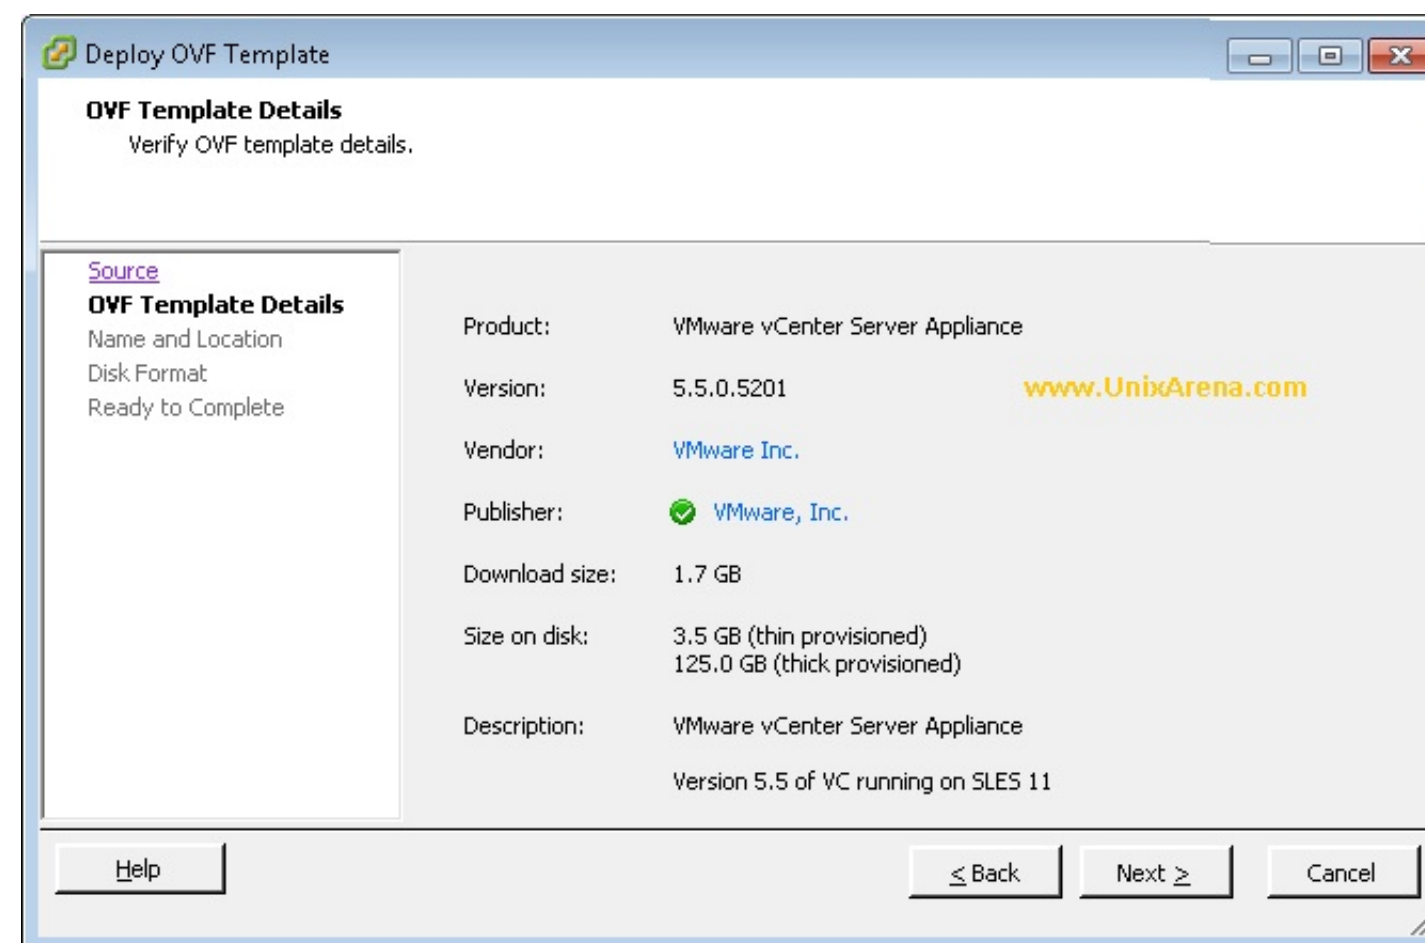 Deploy OVF Template
OVF Template Details
Verify OVF template details.
Source
OVF Template Details
Name and Location
Disk Format
Ready to Complete
Product: VMware vCenter Server Appliance
Version: 5.5.0.5201
www.UnixArena.com
Vendor: VMware Inc.
Publisher: VMware, Inc.
Download size: 1.7 GB
Size on disk: 3.5 GB (thin provisioned)
125.0 GB (thick provisioned)
Description: VMware vCenter Server Appliance
Version 5.5 of VC running on SLES 11
Help
< Back
Next >
Cancel